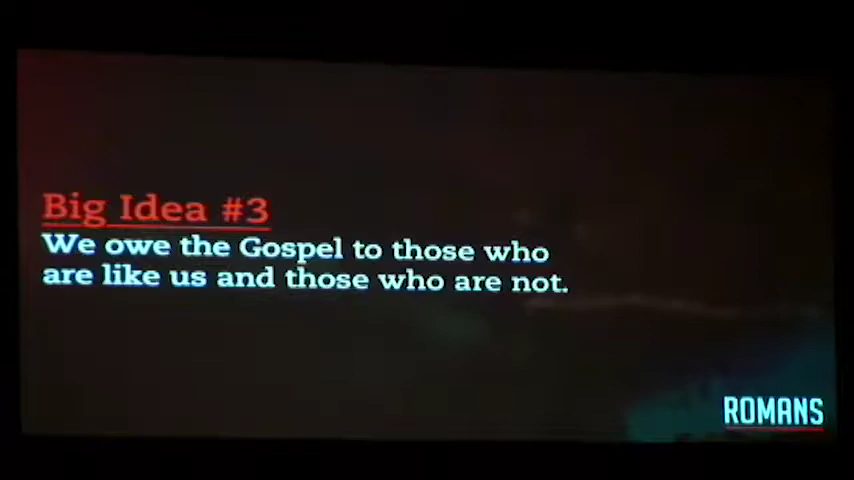 Big Idea #3
We owe the Gospel to those who
are like us and those who are not.
ROMANS